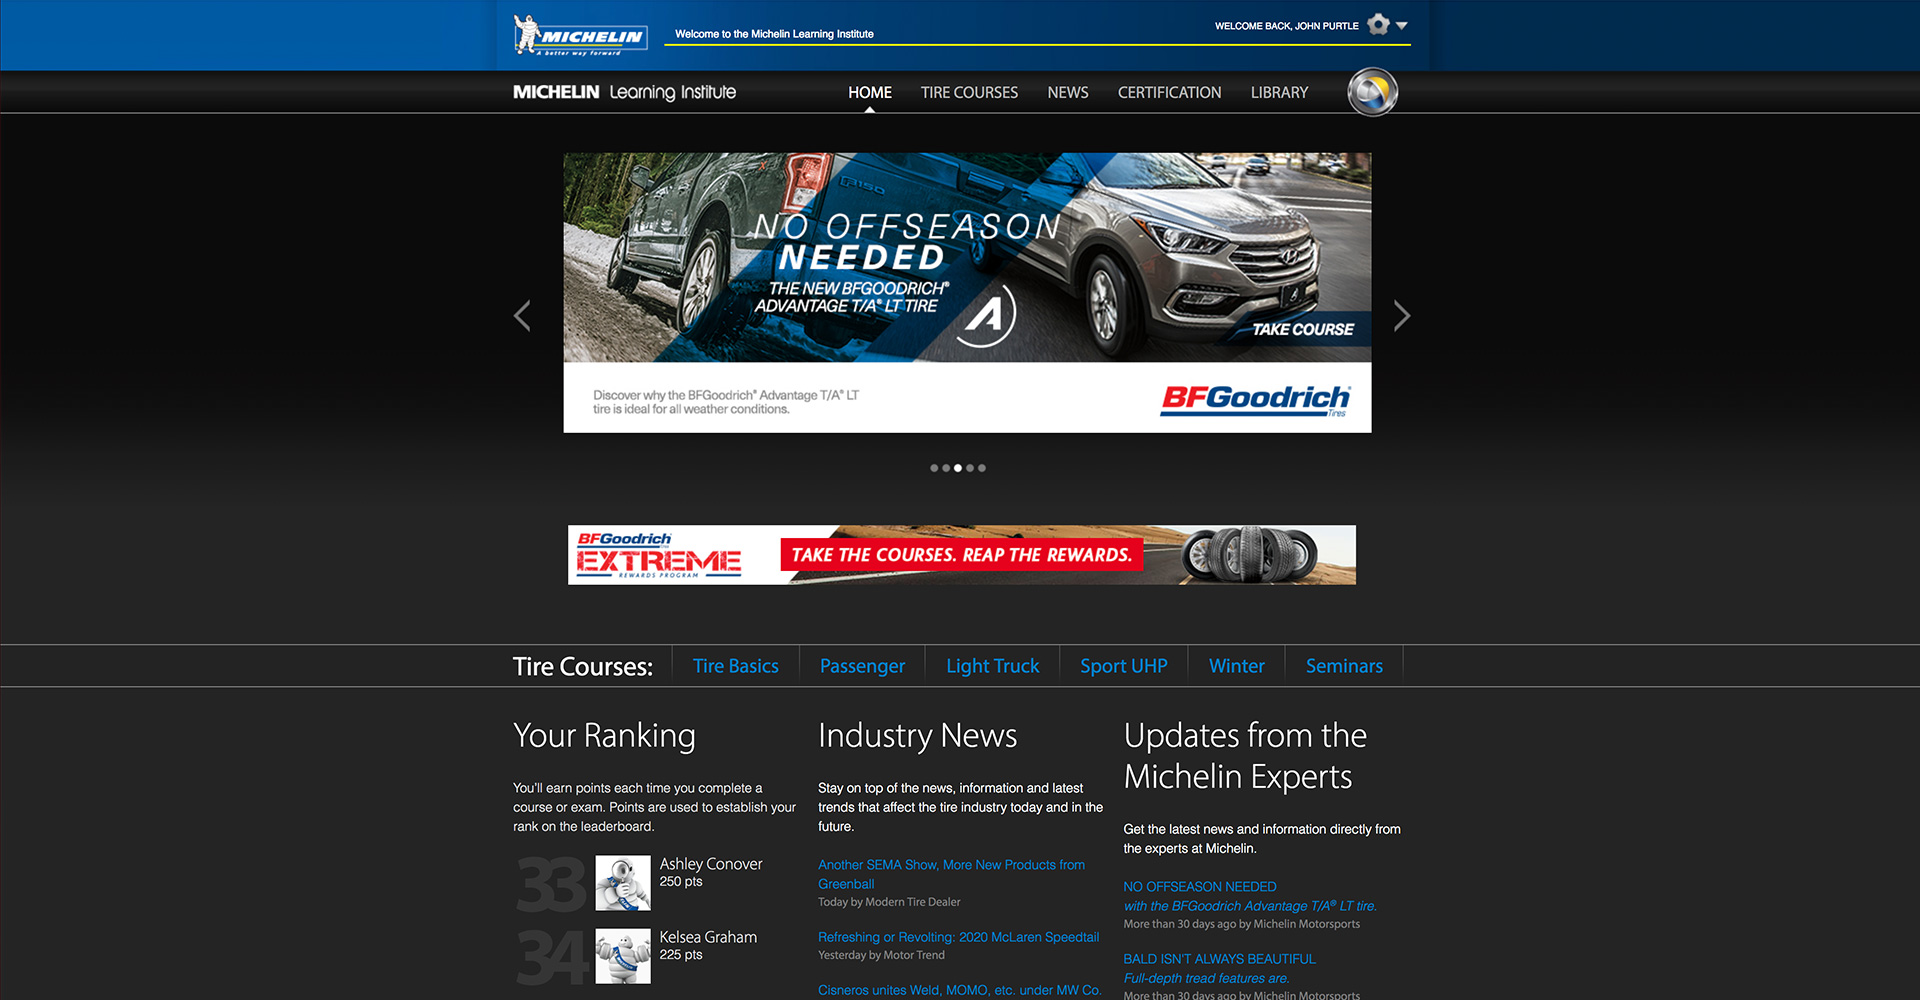 MICHELIN
A better way forward
Welcome to the Michelin Learning Institute
WELCOME BACK, JOHN PURTLE
MICHELIN Learning Institute
HOME
TIRE COURSES
NEWS
CERTIFICATION
LIBRARY
F150
NO OFFSEASON
NEEDED
THE NEW BFGOODRICH®
ADVANTAGE T/A® LT TIRE
TAKE COURSE
Discover why the BFGoodrich® Advantage T/A® LT
tire is ideal for all weather conditions.
BFGoodrich®
Tires
BFGoodrich
EXTREME
REWARDS PROGRAM
TAKE THE COURSES. REAP THE REWARDS.
Tire Courses:
Tire Basics
Passenger
Light Truck
Sport UHP
Winter
Seminars
Your Ranking
You'll earn points each time you complete a
course or exam. Points are used to establish your
rank on the leaderboard.
33
Ashley Conover
250 pts
34
Kelsea Graham
225 pts
Industry News
Stay on top of the news, information and latest
trends that affect the tire industry today and in the
future.
Another SEMA Show, More New Products from
Greenball
Today by Modern Tire Dealer
Refreshing or Revolting: 2020 McLaren Speedtail
Yesterday by Motor Trend
Cisneros unites Weld, MOMO, etc. under MW Co.
Updates from the
Michelin Experts
Get the latest news and information directly from
the experts at Michelin.
NO OFFSEASON NEEDED
with the BFGoodrich Advantage T/A® LT tire.
More than 30 days ago by Michelin Motorsports
BALD ISN'T ALWAYS BEAUTIFUL
Full-depth tread features are.
More than 30 days ago by Michelin Motorsports